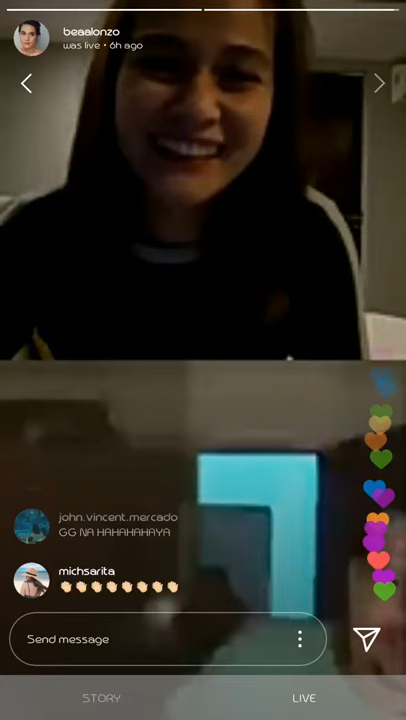 beaalonzo
was live • 6h ago
john.vincent.mercado
GG NA HAHAHAHAYA
michsarita
👏🏻👏🏻👏🏻👏🏻👏🏻👏🏻👏🏻👏🏻
Send message
STORY
LIVE